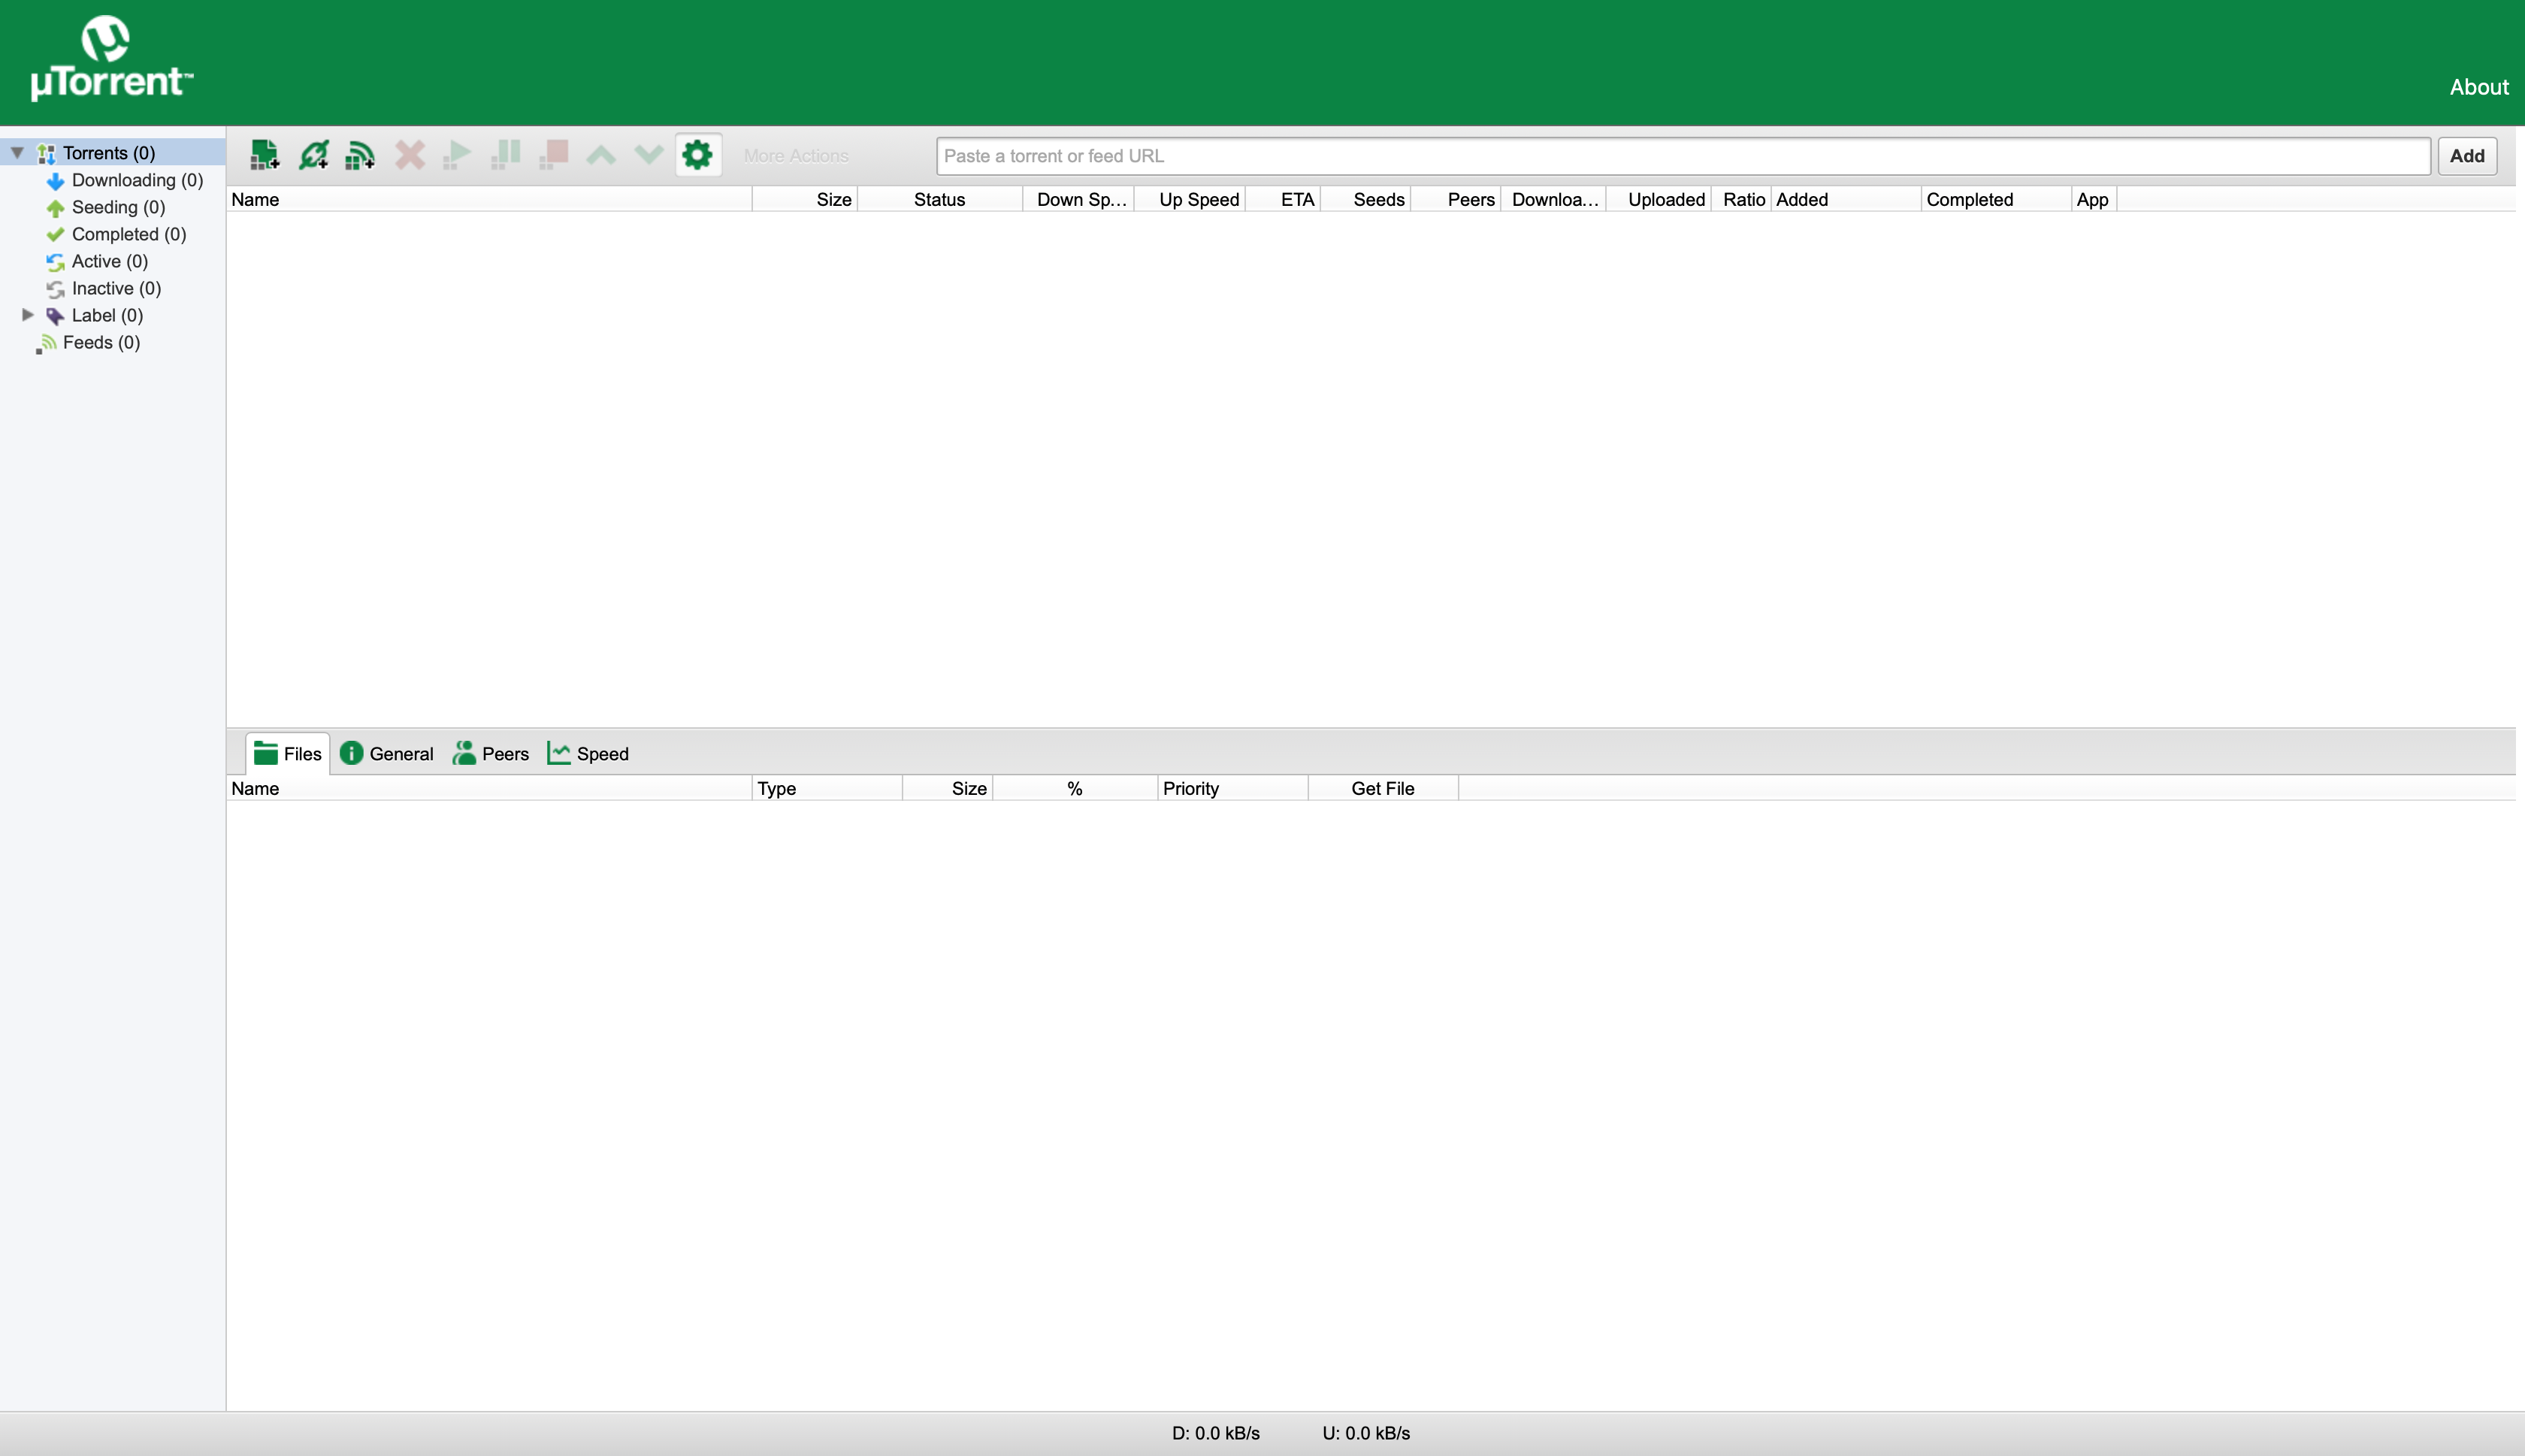 µTorrent™
About
Torrents (0)
Downloading (0)
Seeding (0)
Completed (0)
Active (0)
Inactive (0)
Label (0)
Feeds (0)
More Actions
Paste a torrent or feed URL
Add
Name Size Status Down Sp... Up Speed ETA Seeds Peers Downloa... Uploaded Ratio Added Completed App
Files General Peers Speed
Name Type Size % Priority Get File
D: 0.0 kB/s U: 0.0 kB/s